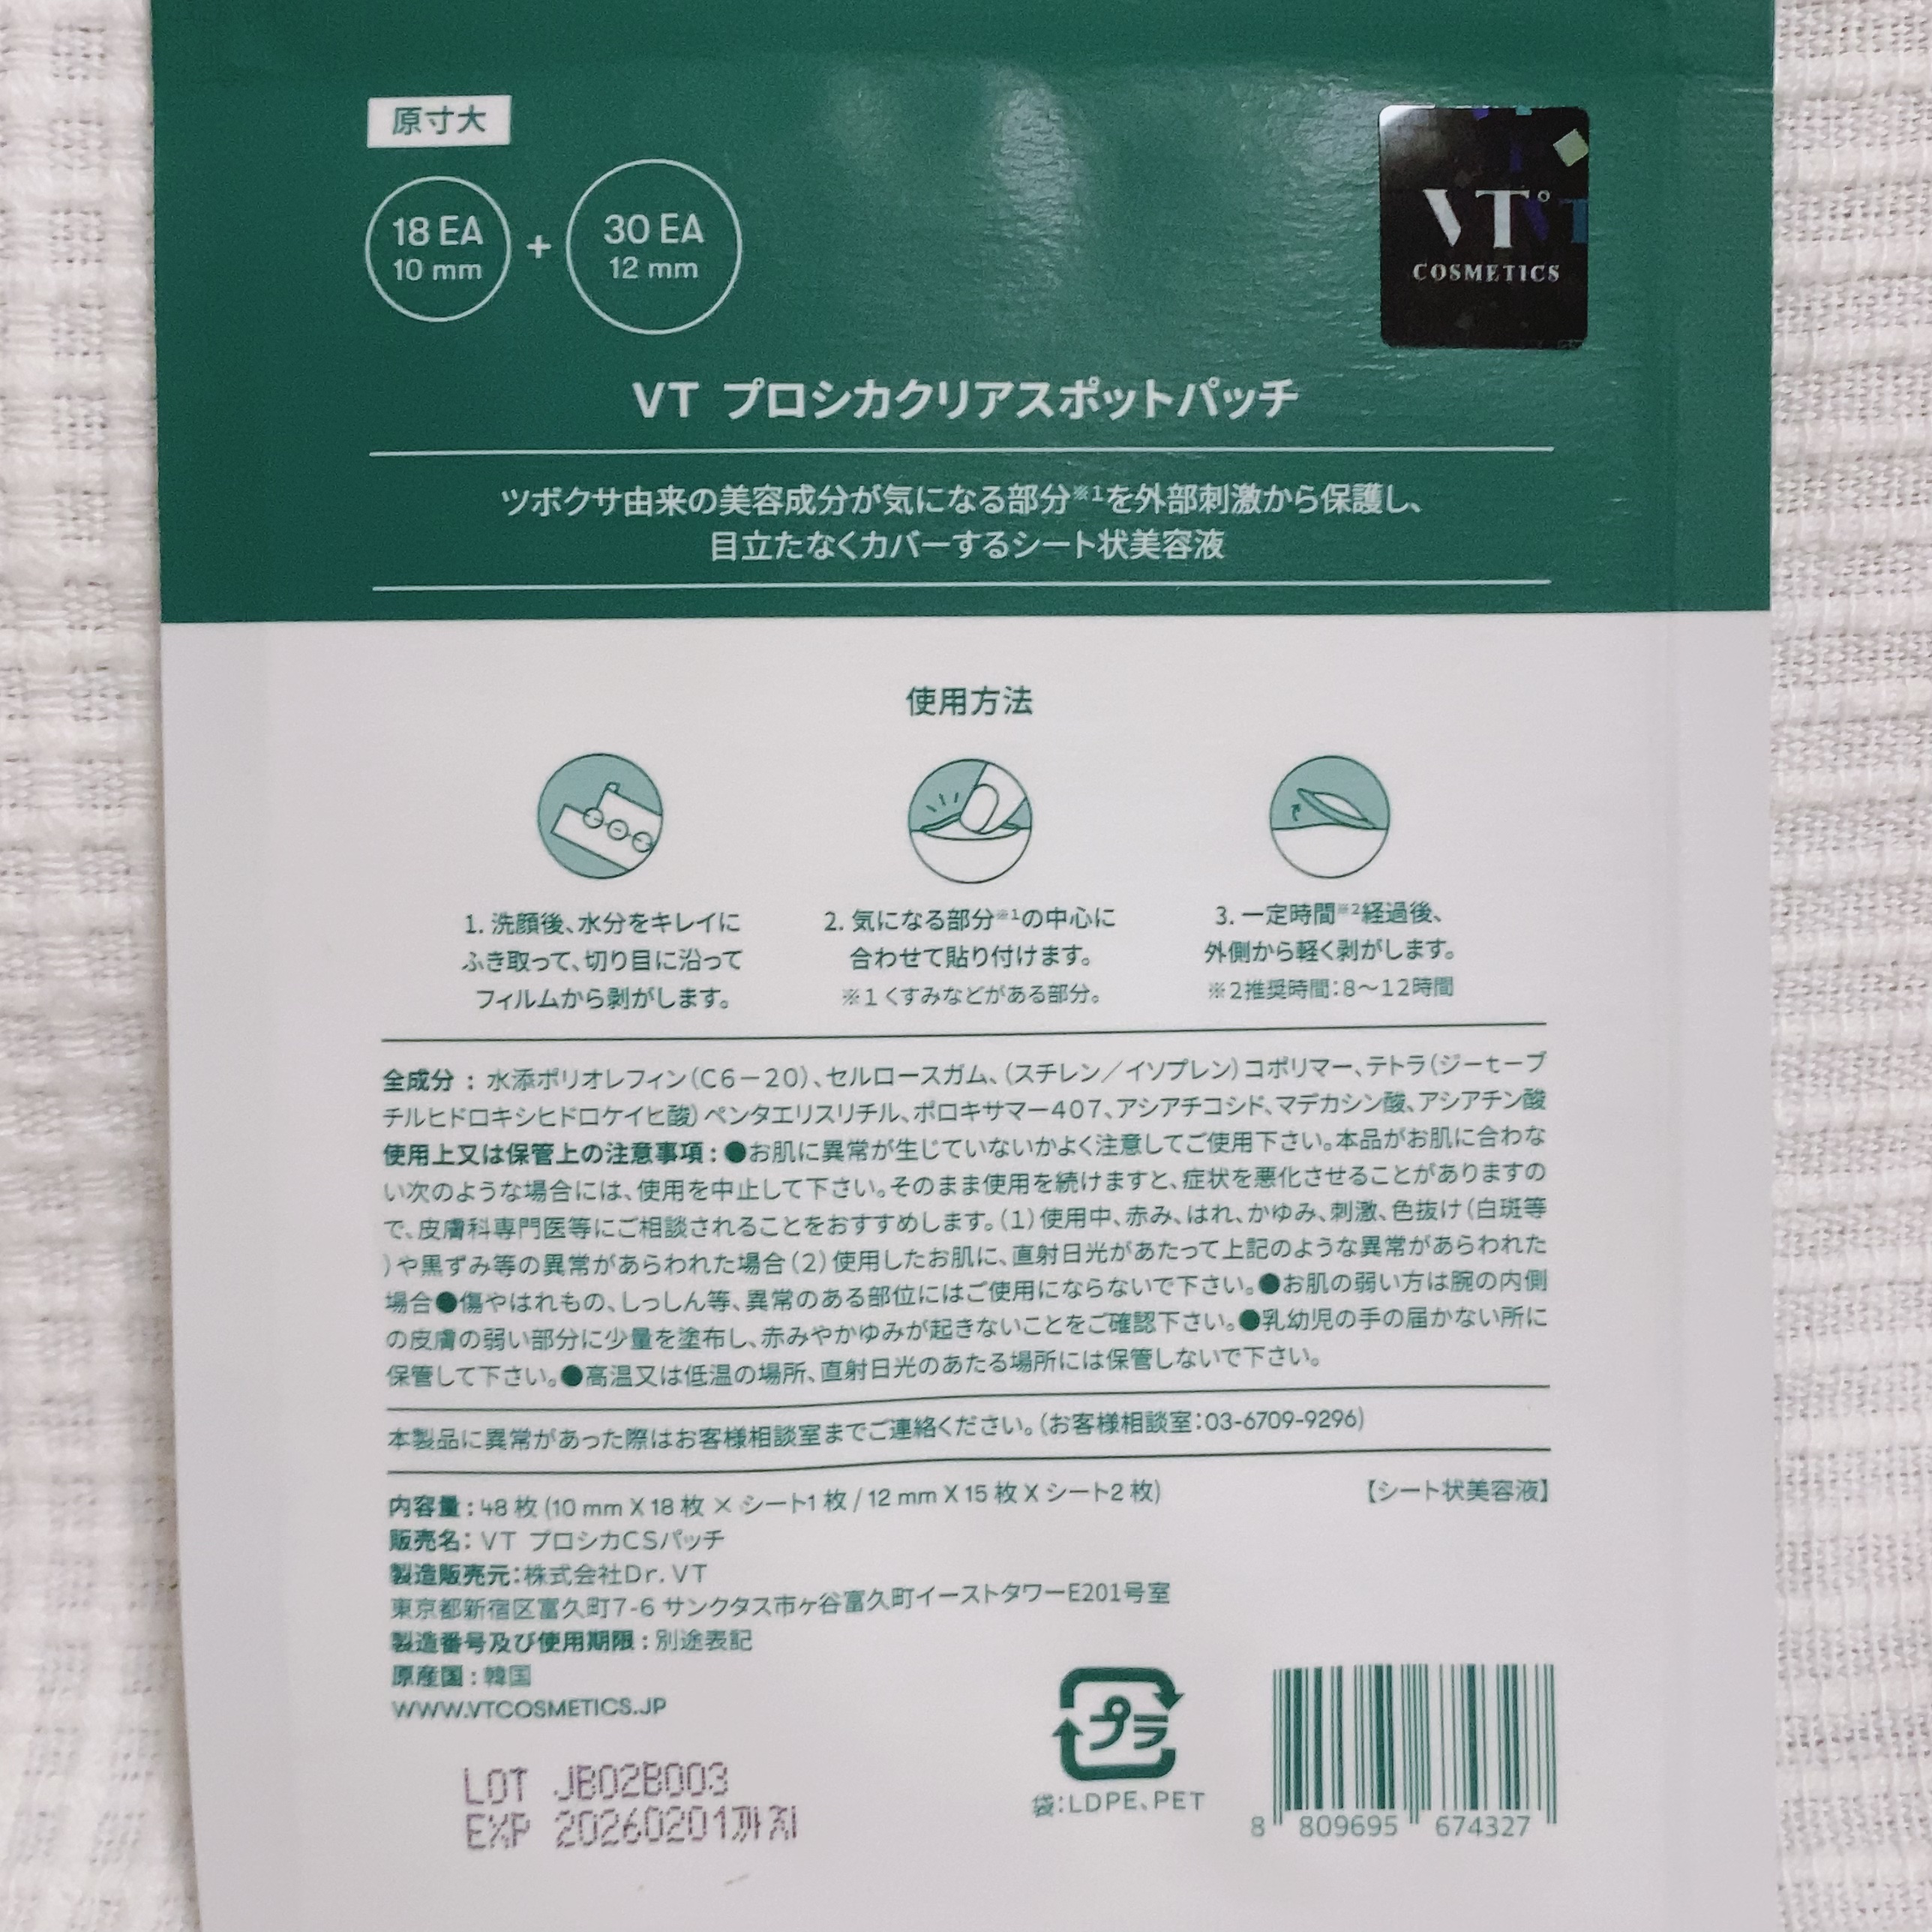 原寸大
18 EA
10 mm
+
30 EA
12 mm
VT
COSMETICS
VT プロシカクリアスポットパッチ
ツボクサ由来の美容成分が気になる部分※1を外部刺激から保護し、
目立たなくカバーするシート状美容液
使用方法
1. 洗顔後、水分をキレイに
ふき取って、切り目に沿って
フィルムから剥がします。
2. 気になる部分※1の中心に
合わせて貼り付けます。
※1くすみなどがある部分。
3. 一定時間※2経過後、
外側から軽く剥がします。
※2推奨時間:8〜12時間
全成分 : 水添ポリオレフィン(C6-20)、セルロースガム、(スチレン/イソプレン)コポリマー、テトラ(ジ-t-ブ
チルヒドロキシヒドロケイヒ酸)ペンタエリスリチル、ポロキサマー407、アシアチコシド、マデカシン酸、アシアチン酸
使用上又は保管上の注意事項 : ●お肌に異常が生じていないかよく注意してご使用下さい。本品がお肌に合わな
い次のような場合には、使用を中止して下さい。そのまま使用を続けますと、症状を悪化させることがありますの
で、皮膚科専門医等にご相談されることをおすすめします。(1)使用中、赤み、はれ、かゆみ、刺激、色抜け(白斑等
)や黒ずみ等の異常があらわれた場合(2)使用したお肌に、直射日光があたって上記のような異常があらわれた
場合●傷やはれもの、しっしん等、異常のある部位にはご使用にならないで下さい。●お肌の弱い方は腕の内側
の皮膚の弱い部分に少量を塗布し、赤みやかゆみが起きないことをご確認下さい。●乳幼児の手の届かない所に
保管して下さい。●高温又は低温の場所、直射日光のあたる場所には保管しないで下さい。
本製品に異常があった際はお客様相談室までご連絡ください。(お客様相談室:03-6709-9296)
内容量 : 48 枚 (10 mm X 18 枚 × シート1 枚 / 12 mm X 15 枚 X シート2 枚)
【シート状美容液】
販売名: VT プロシカCSパッチ
製造販売元:株式会社Dr. VT
東京都新宿区富久町7-6 サンクタス市ヶ谷富久町イーストタワーE201号室
製造番号及び使用期限 : 別途表記
原産国 : 韓国
WWW.VTCOSMETICS.JP
LOT JB02B003
EXP 20260201까지
プラ
袋:LDPE、PET
8 809695 674327